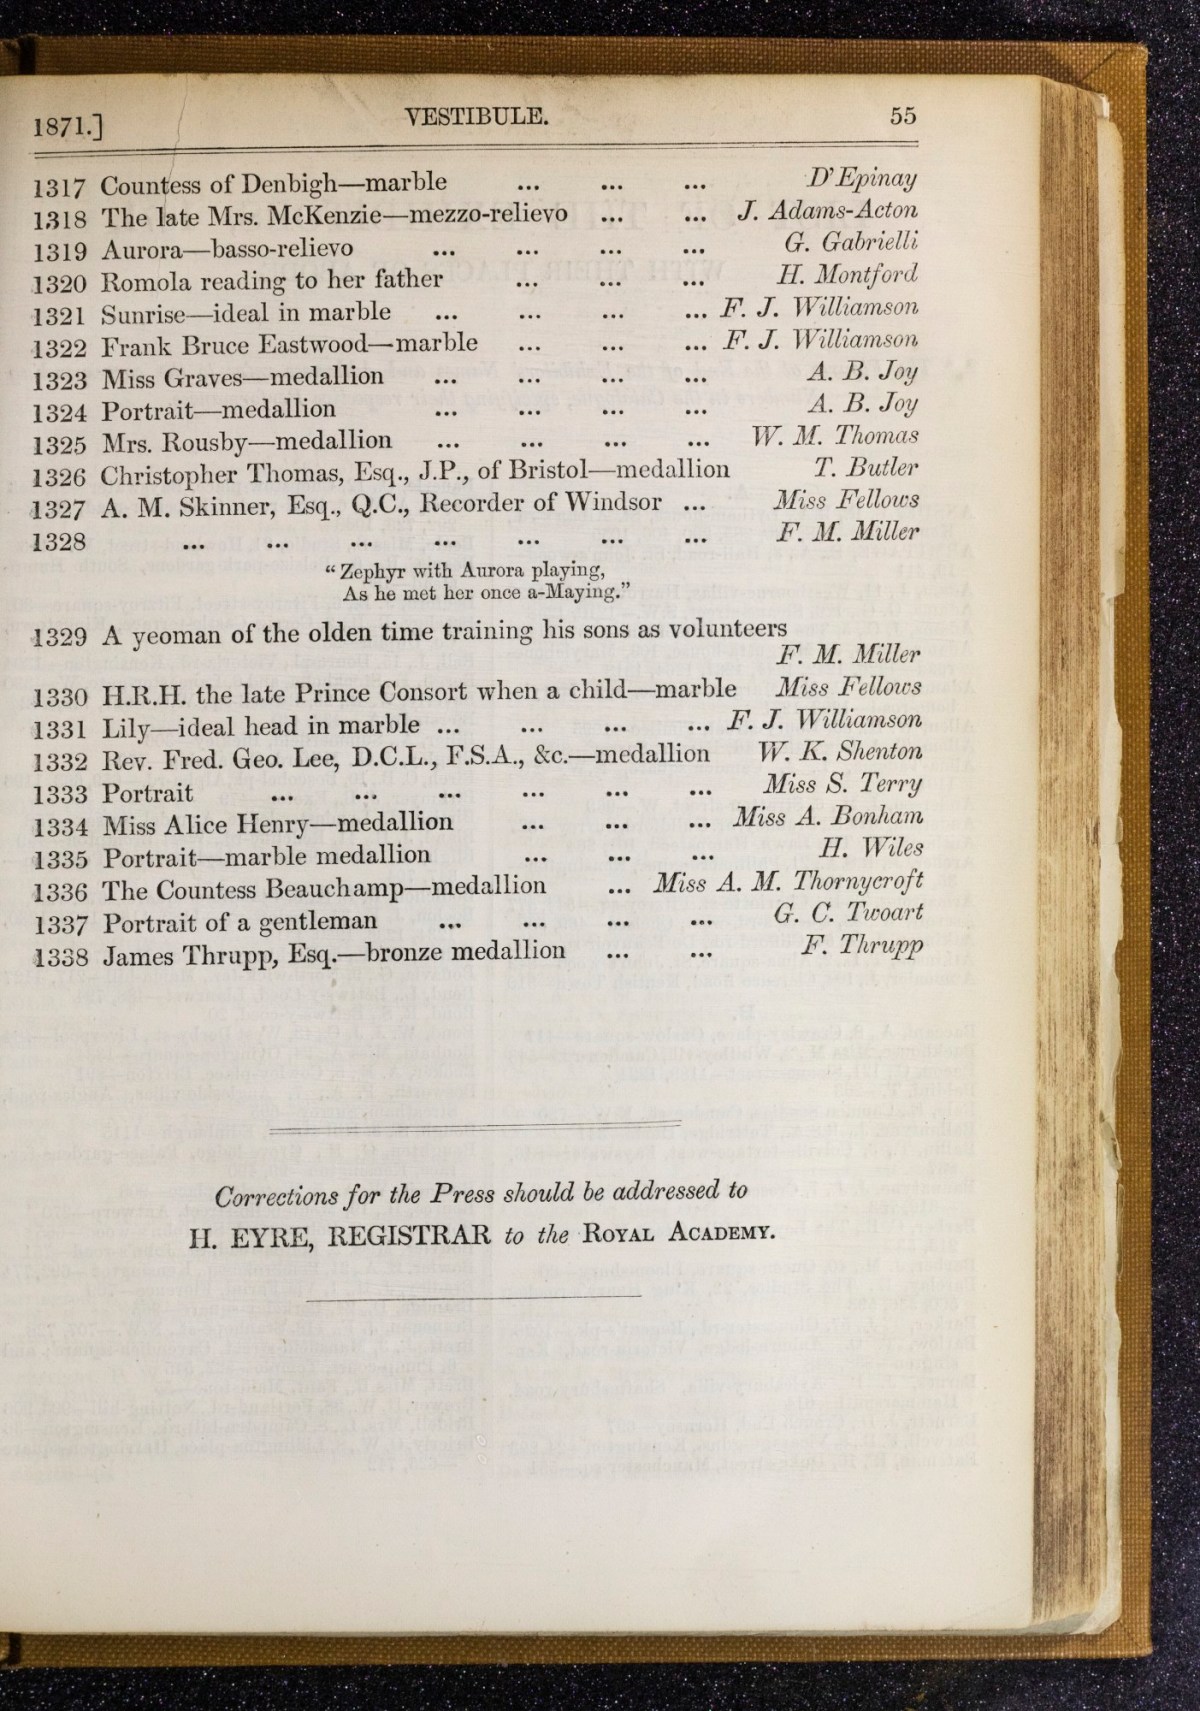 1871.] VESTIBULE. 55
1317 Countess of Denbigh—marble ... ... ... D'Epinay
1318 The late Mrs. McKenzie—mezzo-relievo ... ... J. Adams-Acton
1319 Aurora—basso-relievo ... ... ... ... G. Gabrielli
1320 Romola reading to her father ... ... ... H. Montford
1321 Sunrise—ideal in marble ... ... ... ... F. J. Williamson
1322 Frank Bruce Eastwood—marble ... ... ... F. J. Williamson
1323 Miss Graves—medallion ... ... ... ... A. B. Joy
1324 Portrait—medallion ... ... ... ... A. B. Joy
1325 Mrs. Rousby—medallion ... ... ... ... W. M. Thomas
1326 Christopher Thomas, Esq., J.P., of Bristol—medallion T. Butler
1327 A. M. Skinner, Esq., Q.C., Recorder of Windsor ... Miss Fellows
1328 ... ... ... ... ... ... ... F. M. Miller
“Zephyr with Aurora playing,
As he met her once a-Maying.”
1329 A yeoman of the olden time training his sons as volunteers
F. M. Miller
1330 H.R.H. the late Prince Consort when a child—marble Miss Fellows
1331 Lily—ideal head in marble ... ... ... ... F. J. Williamson
1332 Rev. Fred. Geo. Lee, D.C.L., F.S.A., &c.—medallion W. K. Shenton
1333 Portrait ... ... ... ... ... ... Miss S. Terry
1334 Miss Alice Henry—medallion ... ... ... Miss A. Bonham
1335 Portrait—marble medallion ... ... ... H. Wiles
1336 The Countess Beauchamp—medallion ... Miss A. M. Thornycroft
1337 Portrait of a gentleman ... ... ... ... G. C. Twoart
1338 James Thrupp, Esq.—bronze medallion ... ... F. Thrupp
Corrections for the Press should be addressed to
H. EYRE, REGISTRAR to the ROYAL ACADEMY.